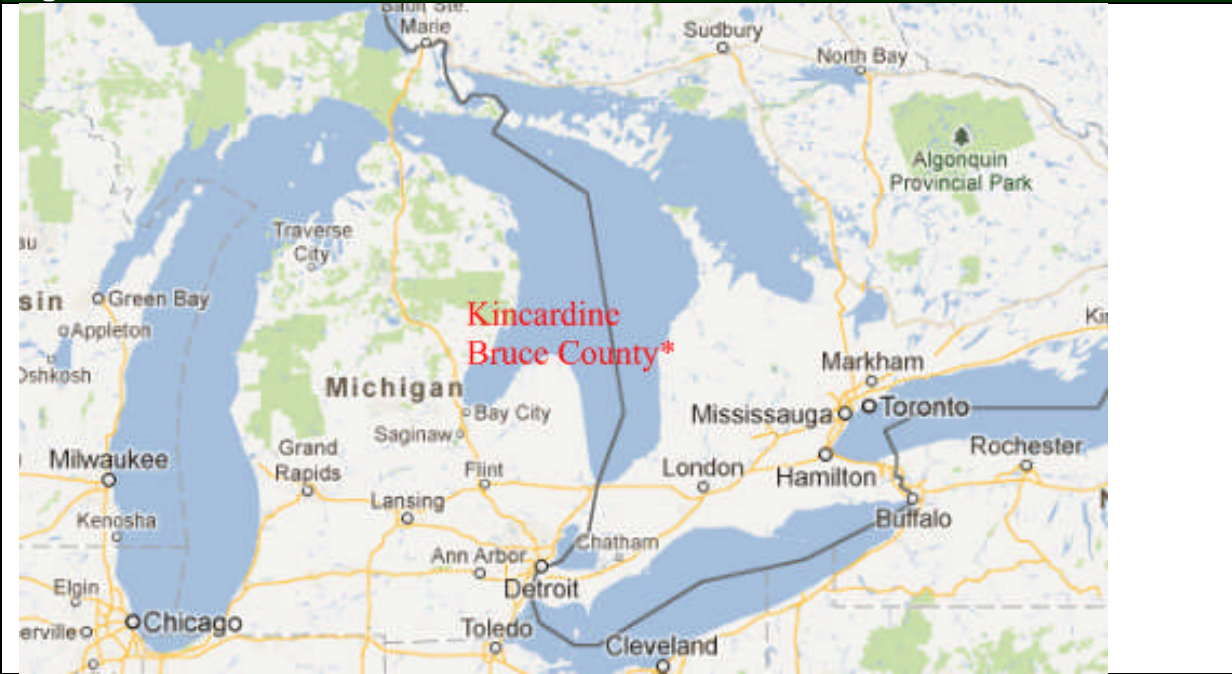 Sault Ste.
Marie
Sudbury
North Bay
Algonquin
Provincial Park
Traverse
City
sin
Green Bay
Appleton
Oshkosh
Kincardine
Bruce County*
Michigan
Bay City
Saginaw
Markham
Mississauga
Toronto
Milwaukee
Grand
Rapids
Flint
London
Hamilton
Rochester
Lansing
Kenosha
Buffalo
Ann Arbor
Chatham
Detroit
Elgin
Chicago
erville
Toledo
Cleveland